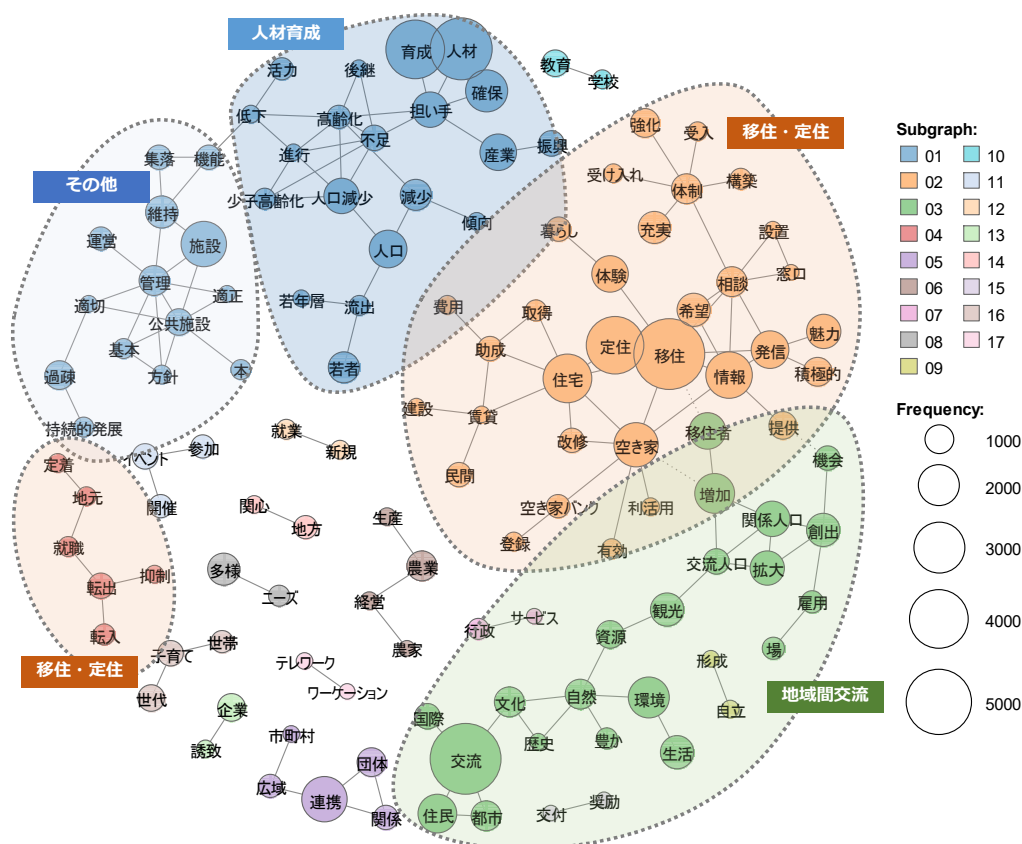 人材育成
育成
人材
活力
後継
確保
教育
学校
低下
高齢化
担い手
不足
産業
振興
進行
少子高齢化
人口減少
減少
傾向
人口
若年層
流出
若者
その他
集落
機能
維持
運営
施設
管理
適切
適正
公共施設
基本
過疎
方針
本
持続的発展
移住・定住
強化
受入
受け入れ
体制
構築
充実
設置
窓口
暮らし
体験
相談
希望
費用
取得
助成
定住
移住
発信
魅力
住宅
情報
積極的
建設
賃貸
改修
空き家
移住者
提供
民間
空き家バンク
利活用
登録
有効
増加
機会
関係人口
創出
交流人口
拡大
観光
雇用
資源
場
形成
自立
地域間交流
国際
文化
自然
環境
歴史
豊か
生活
交流
住民
都市
交付
奨励
就業
新規
イベント
参加
開催
定着
地元
就職
転出
抑制
転入
移住・定住
関心
地方
生産
農業
経営
農家
多様
ニーズ
行政
サービス
子育て
世帯
世代
テレワーク
ワーケーション
企業
誘致
市町村
広域
団体
連携
関係
Subgraph:
01
02
03
04
05
06
07
08
09
10
11
12
13
14
15
16
17
Frequency:
1000
2000
3000
4000
5000